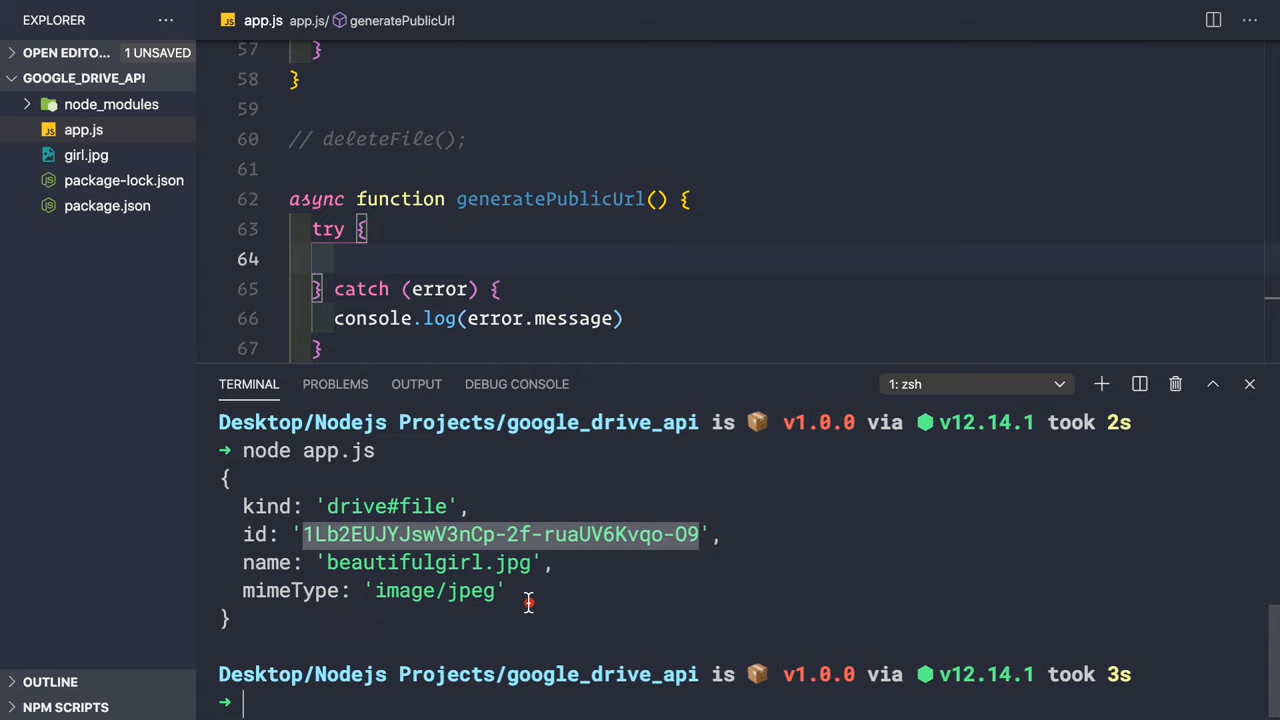 EXPLORER ···
OPEN EDITO... 1 UNSAVED
GOOGLE_DRIVE_API
node_modules
JS app.js
girl.jpg
package-lock.json
package.json
OUTLINE
NPM SCRIPTS
JS app.js app.js/ generatePublicUrl ···
57 }
58 }
59
60 // deleteFile();
61
62 async function generatePublicUrl() {
63 try {
64
65 } catch (error) {
66 console.log(error.message)
67 }
TERMINAL PROBLEMS OUTPUT DEBUG CONSOLE 1: zsh
Desktop/Nodejs Projects/google_drive_api is 📦 v1.0.0 via ⬢v12.14.1 took 2s
➜ node app.js
{
kind: 'drive#file',
id: '1Lb2EUJYJswV3nCp-2f-ruaUV6Kvqo-O9',
name: 'beautifulgirl.jpg',
mimeType: 'image/jpeg'
}
Desktop/Nodejs Projects/google_drive_api is 📦 v1.0.0 via ⬢v12.14.1 took 3s
➜